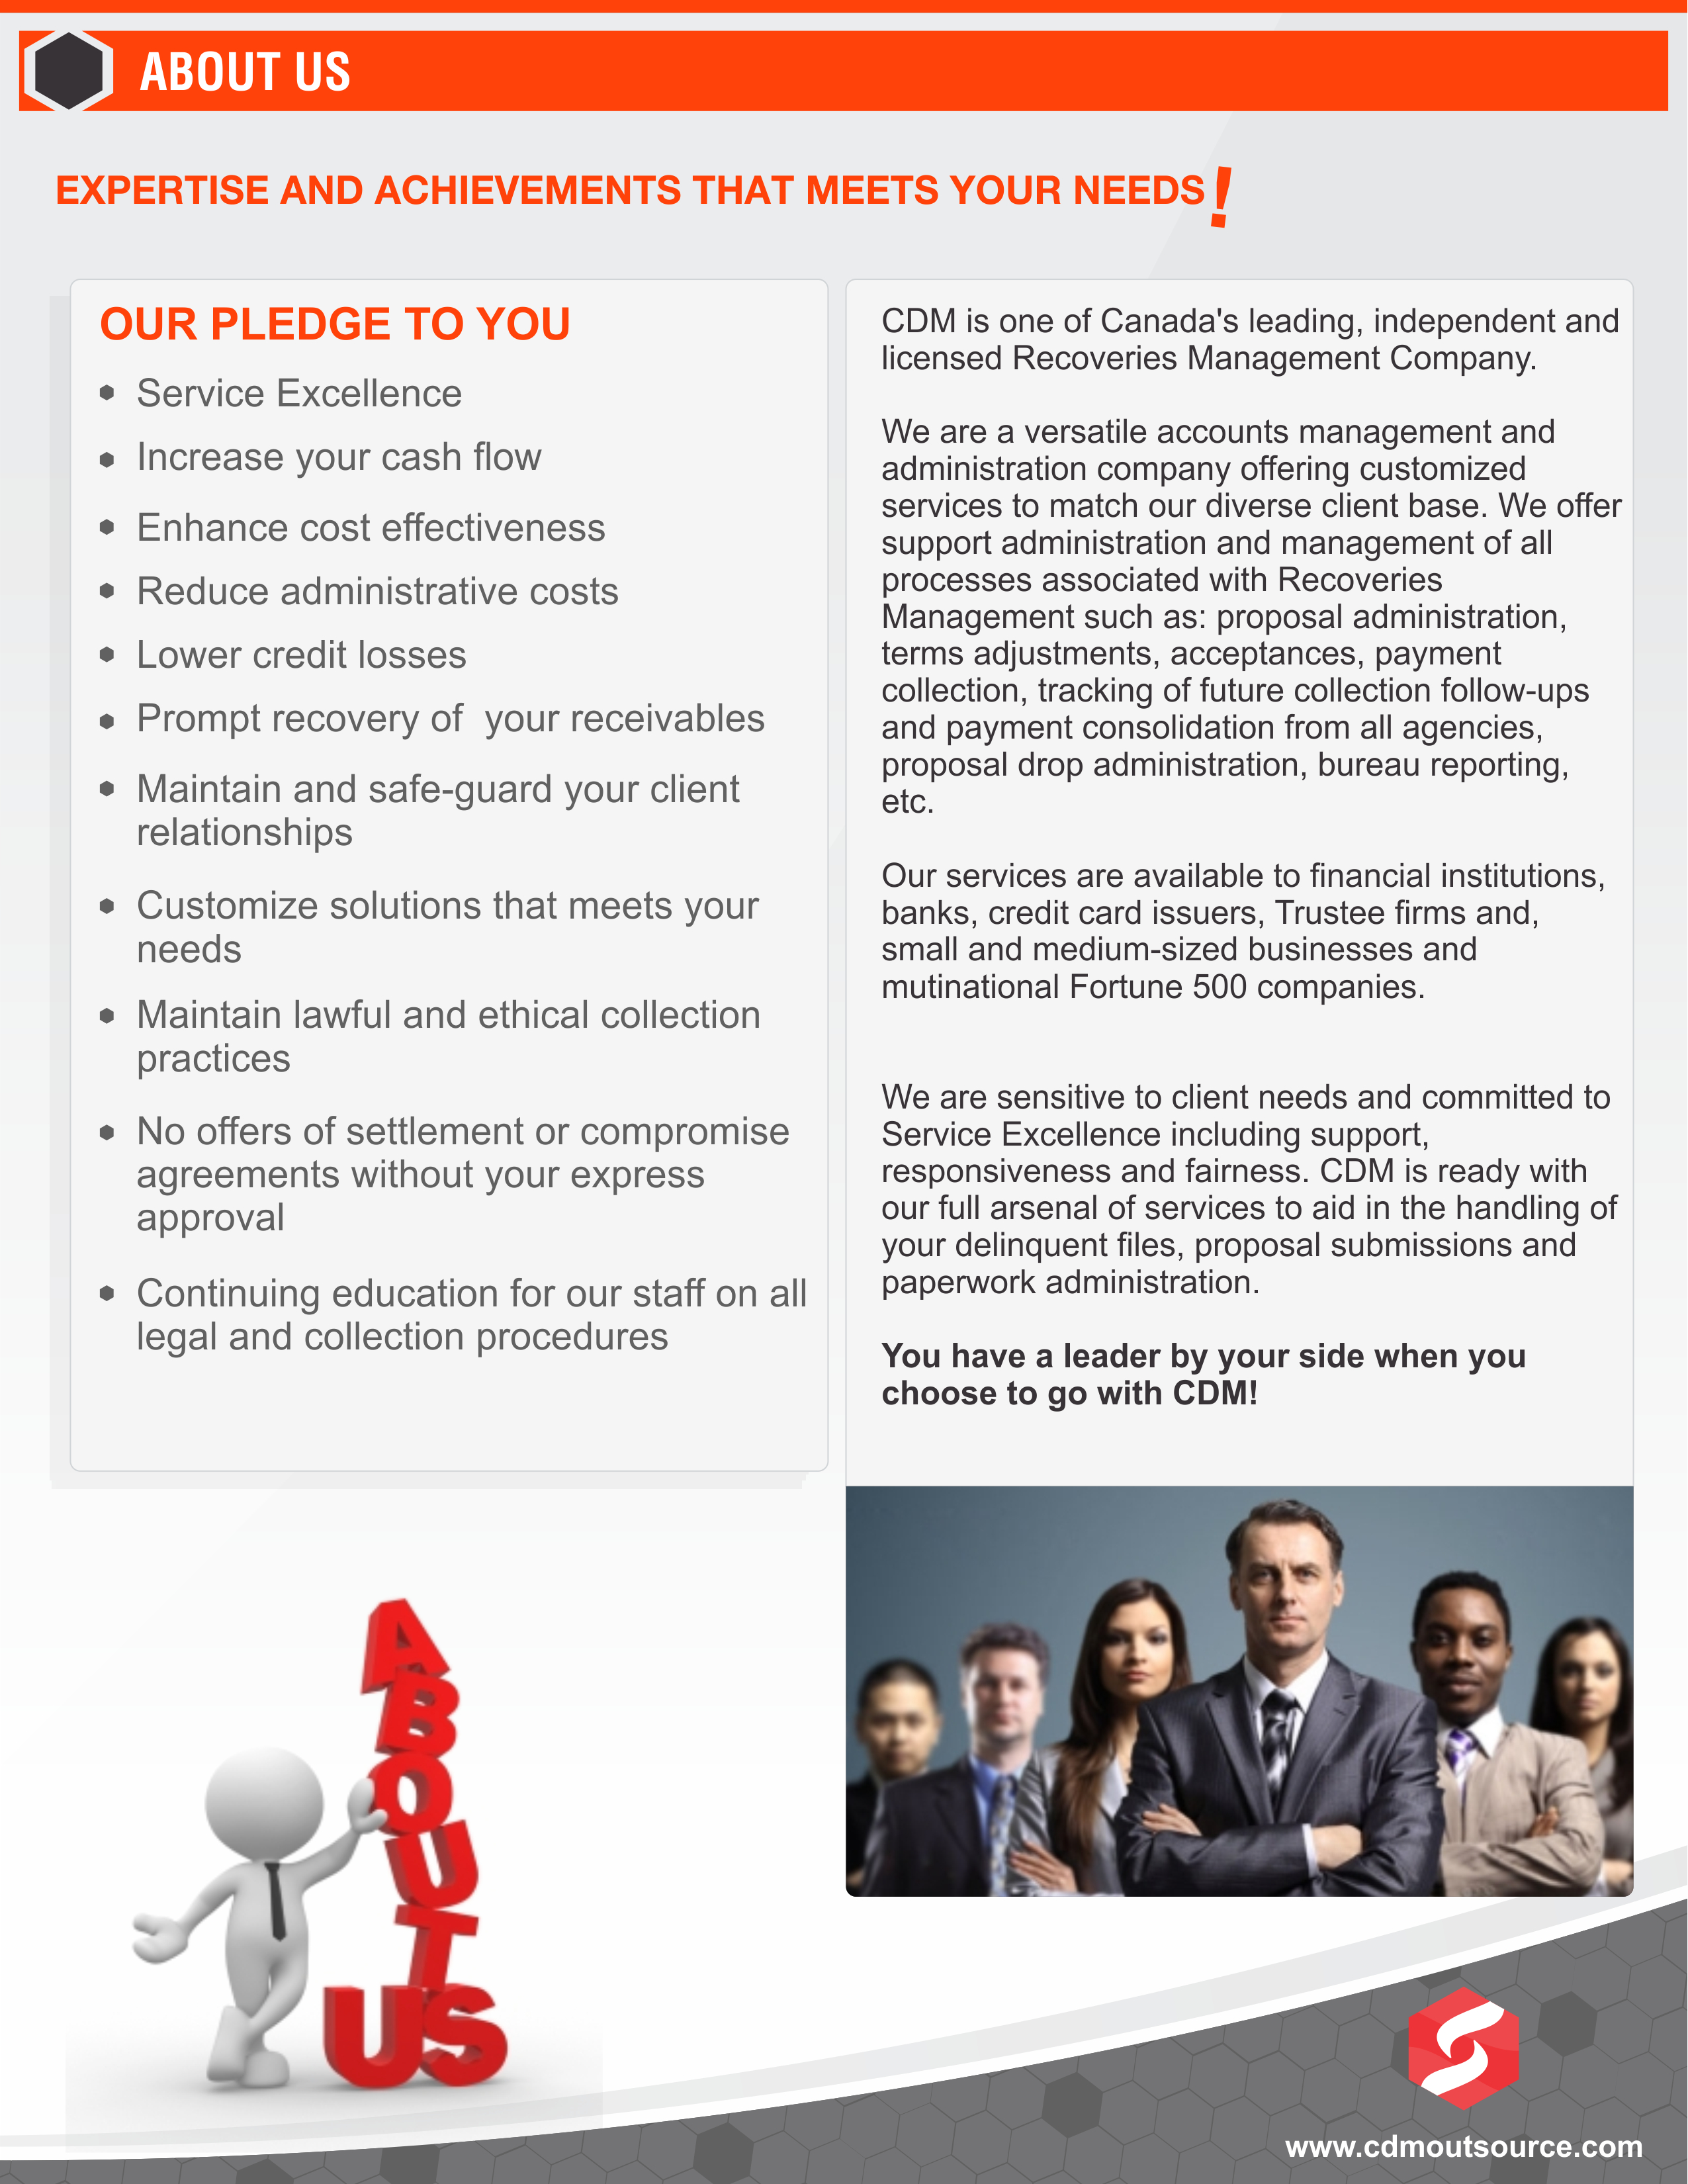 ABOUT US
EXPERTISE AND ACHIEVEMENTS THAT MEETS YOUR NEEDS!
OUR PLEDGE TO YOU
Service Excellence
Increase your cash flow
Enhance cost effectiveness
Reduce administrative costs
Lower credit losses
Prompt recovery of  your receivables
Maintain and safe-guard your client
relationships
Customize solutions that meets your
needs
Maintain lawful and ethical collection
practices
No offers of settlement or compromise
agreements without your express
approval
Continuing education for our staff on all
legal and collection procedures
CDM is one of Canada's leading, independent and
licensed Recoveries Management Company.
We are a versatile accounts management and
administration company offering customized
services to match our diverse client base. We offer
support administration and management of all
processes associated with Recoveries
Management such as: proposal administration,
terms adjustments, acceptances, payment
collection, tracking of future collection follow-ups
and payment consolidation from all agencies,
proposal drop administration, bureau reporting,
etc.
Our services are available to financial institutions,
banks, credit card issuers, Trustee firms and,
small and medium-sized businesses and
mutinational Fortune 500 companies.
We are sensitive to client needs and committed to
Service Excellence including support,
responsiveness and fairness. CDM is ready with
our full arsenal of services to aid in the handling of
your delinquent files, proposal submissions and
paperwork administration.
You have a leader by your side when you
choose to go with CDM!
ABOUT
US
www.cdmoutsource.com